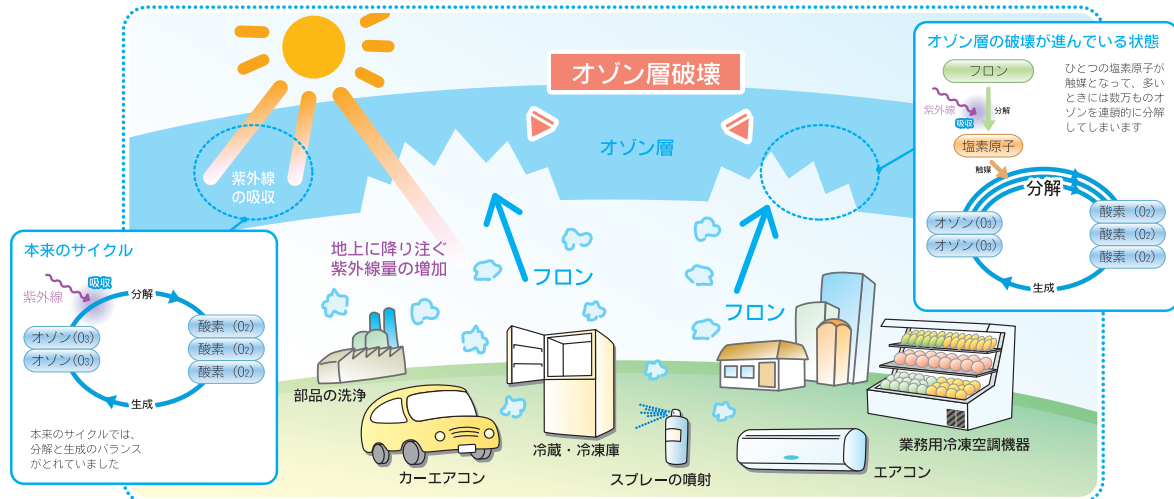 オゾン層破壊
オゾン層
紫外線
の吸収
地上に降り注ぐ
紫外線量の増加
フロン
フロン
部品の洗浄
カーエアコン
冷蔵・冷凍庫
スプレーの噴射
エアコン
業務用冷凍空調機器
本来のサイクル
紫外線
吸収
分解
オゾン(O3)
オゾン(O3)
酸素（O2）
酸素（O2）
酸素（O2）
生成
本来のサイクルでは、
分解と生成のバランス
がとれていました
オゾン層の破壊が進んでいる状態
フロン
紫外線
吸収
分解
塩素原子
触媒
ひとつの塩素原子が
触媒となって、多い
ときには数万ものオ
ゾンを連鎖的に分解
してしまいます
分解
オゾン(O3)
オゾン(O3)
酸素（O2）
酸素（O2）
酸素（O2）
生成